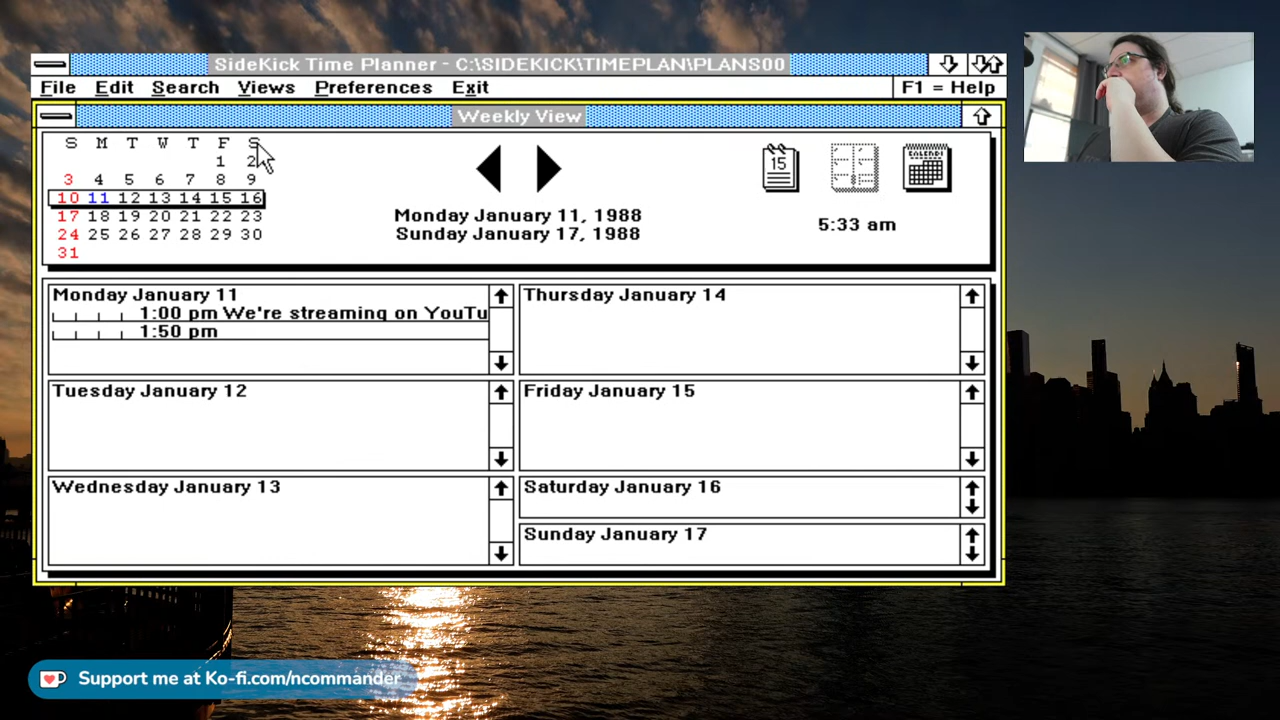 SideKick Time Planner - C:\SIDEKICK\TIMEPLAN\PLANS00
File Edit Search Views Preferences Exit F1 = Help
Weekly View
S M T W T F S
1 2
3 4 5 6 7 8 9
10 11 12 13 14 15 16
17 18 19 20 21 22 23
24 25 26 27 28 29 30
31
Monday January 11, 1988
Sunday January 17, 1988
15
CALENDI
5:33 am
Monday January 11
1:00 pm We're streaming on YouTu
1:50 pm
Tuesday January 12
Wednesday January 13
Thursday January 14
Friday January 15
Saturday January 16
Sunday January 17
Support me at Ko-fi.com/ncommander